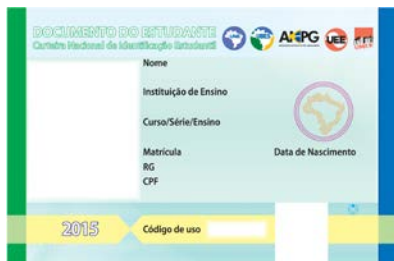 DOCUMENTO DO ESTUDANTE
Carteira Nacional de Identificação Estudantil
ANPG UEE
Nome
Instituição de Ensino
Curso/Série/Ensino
Matrícula
Data de Nascimento
RG
CPF
2015
Código de uso